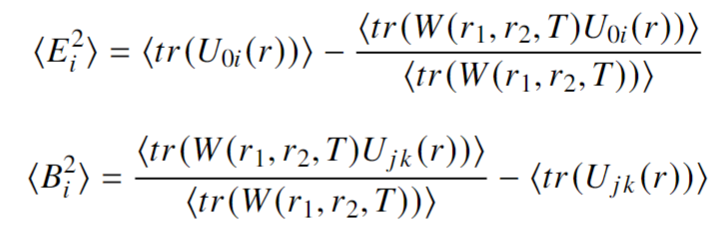 ⟨E_i^2⟩ = ⟨tr(U_{0i}(r))⟩ − ⟨tr(W(r_1, r_2, T)U_{0i}(r))⟩ / ⟨tr(W(r_1, r_2, T))⟩
⟨B_i^2⟩ = ⟨tr(W(r_1, r_2, T)U_{jk}(r))⟩ / ⟨tr(W(r_1, r_2, T))⟩ − ⟨tr(U_{jk}(r))⟩